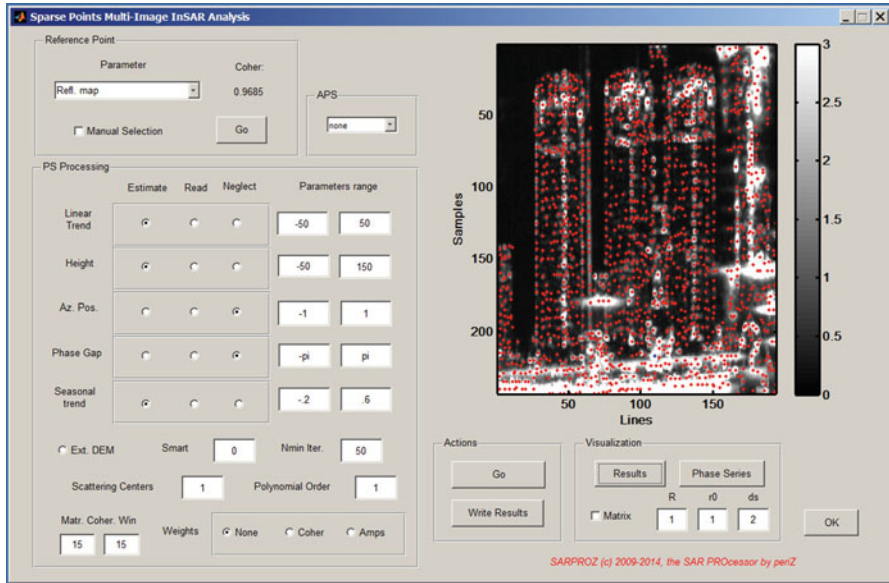 Sparse Points Multi-Image InSAR Analysis
Reference Point
Parameter
Coher:
Refl. map
0.9685
Manual Selection
Go
APS
none
PS Processing
Estimate Read Neglect Parameters range
Linear Trend -50 50
Height -50 150
Az. Pos. -1 1
Phase Gap -pi pi
Seasonal trend -.2 .6
Ext. DEM Smart 0 Nmin Iter. 50
Scattering Centers 1 Polynomial Order 1
Matr. Coher. Win
15 15
Weights None Coher Amps
Samples
50
100
150
200
50 100 150
Lines
3
2.5
2
1.5
1
0.5
0
Actions
Go
Write Results
Visualization
Results Phase Series
R r0 ds
Matrix 1 1 2
OK
SARPROZ (c) 2009-2014, the SAR PROcessor by periZ